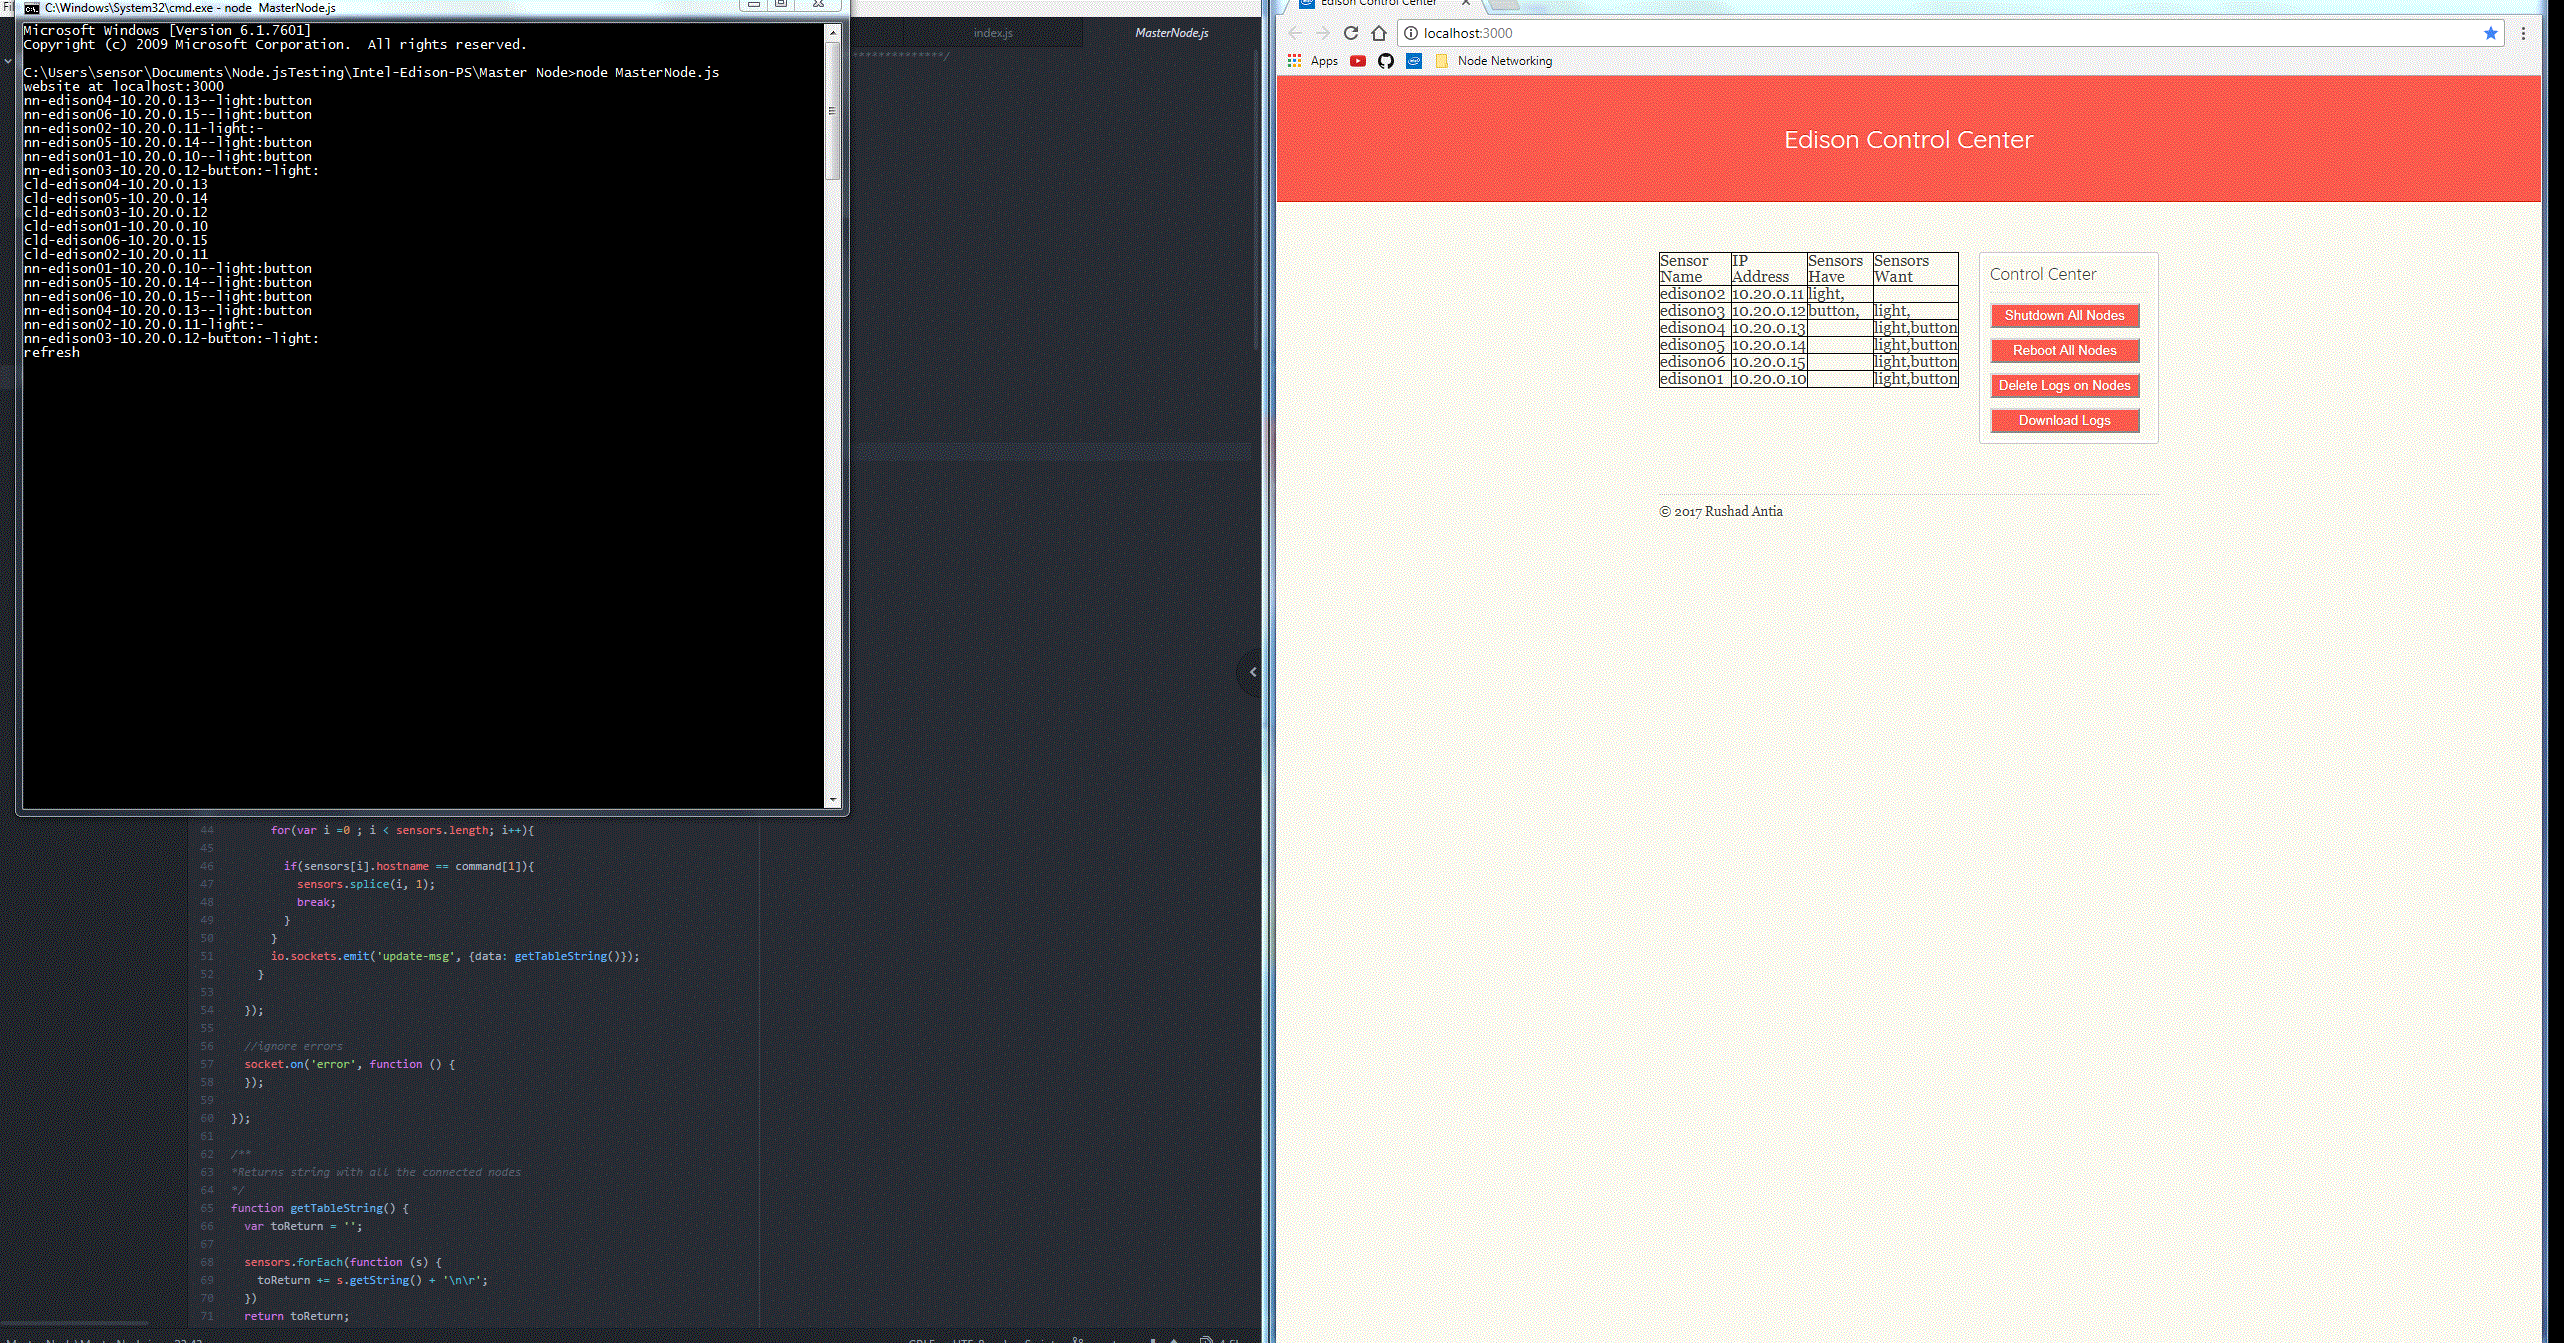 C:\Windows\System32\cmd.exe - node  MasterNode.js
Microsoft Windows [Version 6.1.7601]
Copyright (c) 2009 Microsoft Corporation.  All rights reserved.
C:\Users\sensor\Documents\Node.jsTesting\Intel-Edison-PS\Master Node>node MasterNode.js
website at localhost:3000
nn-edison04-10.20.0.13--light:button
nn-edison06-10.20.0.15--light:button
nn-edison02-10.20.0.11-light:-
nn-edison05-10.20.0.14--light:button
nn-edison01-10.20.0.10--light:button
nn-edison03-10.20.0.12-button:-light:
cld-edison04-10.20.0.13
cld-edison05-10.20.0.14
cld-edison03-10.20.0.12
cld-edison01-10.20.0.10
cld-edison06-10.20.0.15
cld-edison02-10.20.0.11
nn-edison01-10.20.0.10--light:button
nn-edison05-10.20.0.14--light:button
nn-edison06-10.20.0.15--light:button
nn-edison04-10.20.0.13--light:button
nn-edison02-10.20.0.11-light:-
nn-edison03-10.20.0.12-button:-light:
refresh
index.js
MasterNode.js
**************/
44 for(var i =0 ; i < sensors.length; i++){
45
46 if(sensors[i].hostname == command[1]){
47 sensors.splice(i, 1);
48 break;
49 }
50 }
51 io.sockets.emit('update-msg', {data: getTableString()});
52 }
53
54 });
55
56 //ignore errors
57 socket.on('error', function () {
58 });
59
60 });
61
62 /**
63 *Returns string with all the connected nodes
64 */
65 function getTableString() {
66 var toReturn = '';
67
68 sensors.forEach(function (s) {
69 toReturn += s.getString() + '\n\r';
70 })
71 return toReturn;
Edison Control Center
localhost:3000
Apps
Node Networking
Edison Control Center
Sensor Name IP Address Sensors Have Sensors Want
edison02 10.20.0.11 light,
edison03 10.20.0.12 button, light,
edison04 10.20.0.13 light,button
edison05 10.20.0.14 light,button
edison06 10.20.0.15 light,button
edison01 10.20.0.10 light,button
Control Center
Shutdown All Nodes
Reboot All Nodes
Delete Logs on Nodes
Download Logs
© 2017 Rushad Antia